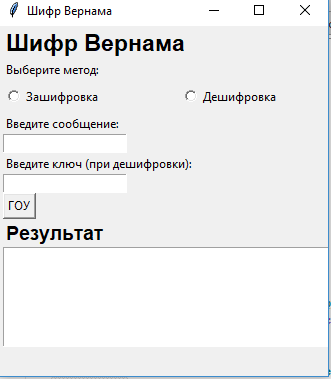 Шифр Вернама
Шифр Вернама
Выберите метод:
Зашифровка Дешифровка
Введите сообщение:
Введите ключ (при дешифровки):
ГОУ
Результат